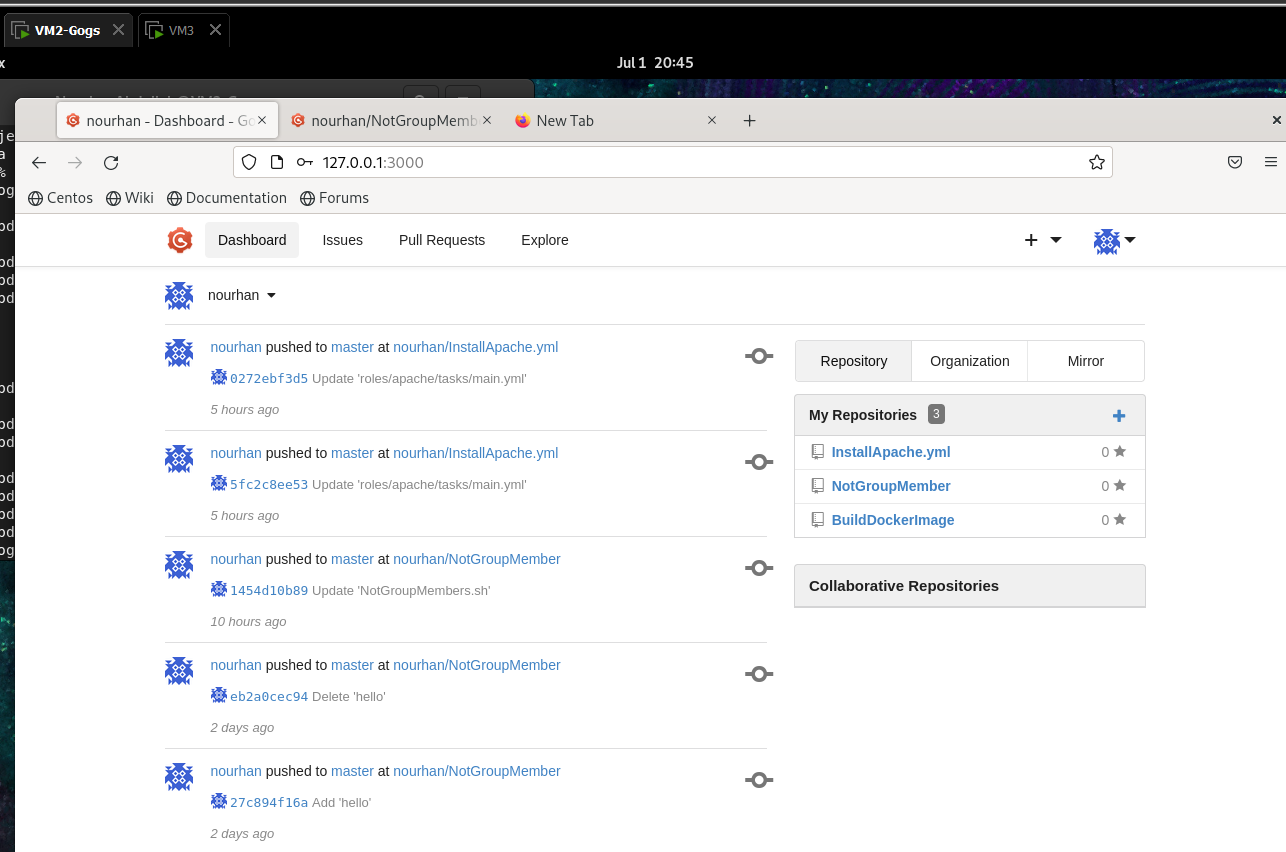 VM2-Gogs
VM3
x
Jul 1 20:45
nourhan - Dashboard - Go
nourhan/NotGroupMemb
New Tab
127.0.0.1:3000
Centos
Wiki
Documentation
Forums
Dashboard
Issues
Pull Requests
Explore
nourhan
nourhan pushed to master at nourhan/InstallApache.yml
0272ebf3d5 Update 'roles/apache/tasks/main.yml'
5 hours ago
nourhan pushed to master at nourhan/InstallApache.yml
5fc2c8ee53 Update 'roles/apache/tasks/main.yml'
5 hours ago
nourhan pushed to master at nourhan/NotGroupMember
1454d10b89 Update 'NotGroupMembers.sh'
10 hours ago
nourhan pushed to master at nourhan/NotGroupMember
eb2a0cec94 Delete 'hello'
2 days ago
nourhan pushed to master at nourhan/NotGroupMember
27c894f16a Add 'hello'
2 days ago
Repository
Organization
Mirror
My Repositories 3
InstallApache.yml 0
NotGroupMember 0
BuildDockerImage 0
Collaborative Repositories